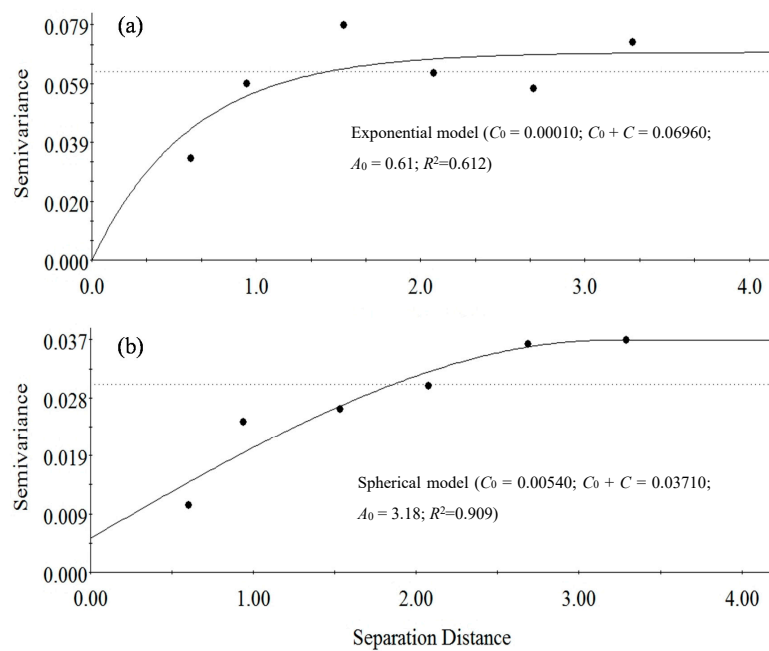 (a)
Semivariance
0.079
0.059
0.039
0.020
0.000
Exponential model (C0 = 0.00010; C0 + C = 0.06960;
A0 = 0.61; R2=0.612)
0.0 1.0 2.0 3.0 4.0
(b)
Semivariance
0.037
0.028
0.019
0.009
0.000
Spherical model (C0 = 0.00540; C0 + C = 0.03710;
A0 = 3.18; R2=0.909)
0.00 1.00 2.00 3.00 4.00
Separation Distance